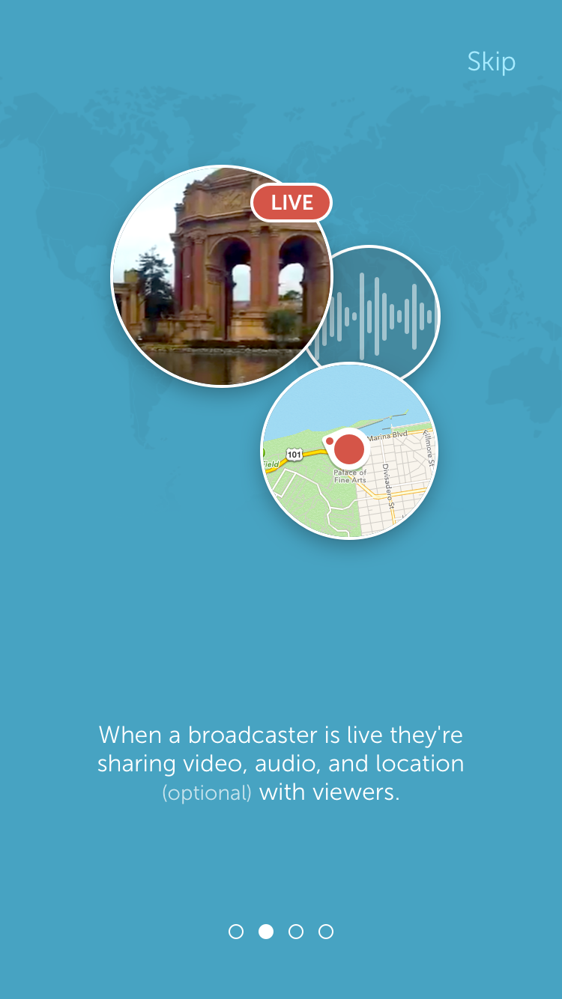 Skip
LIVE
Marina Blvd
Fillmore St
101
Field
Palace of
Fine Arts
Divisadero St
When a broadcaster is live they're
sharing video, audio, and location
(optional) with viewers.